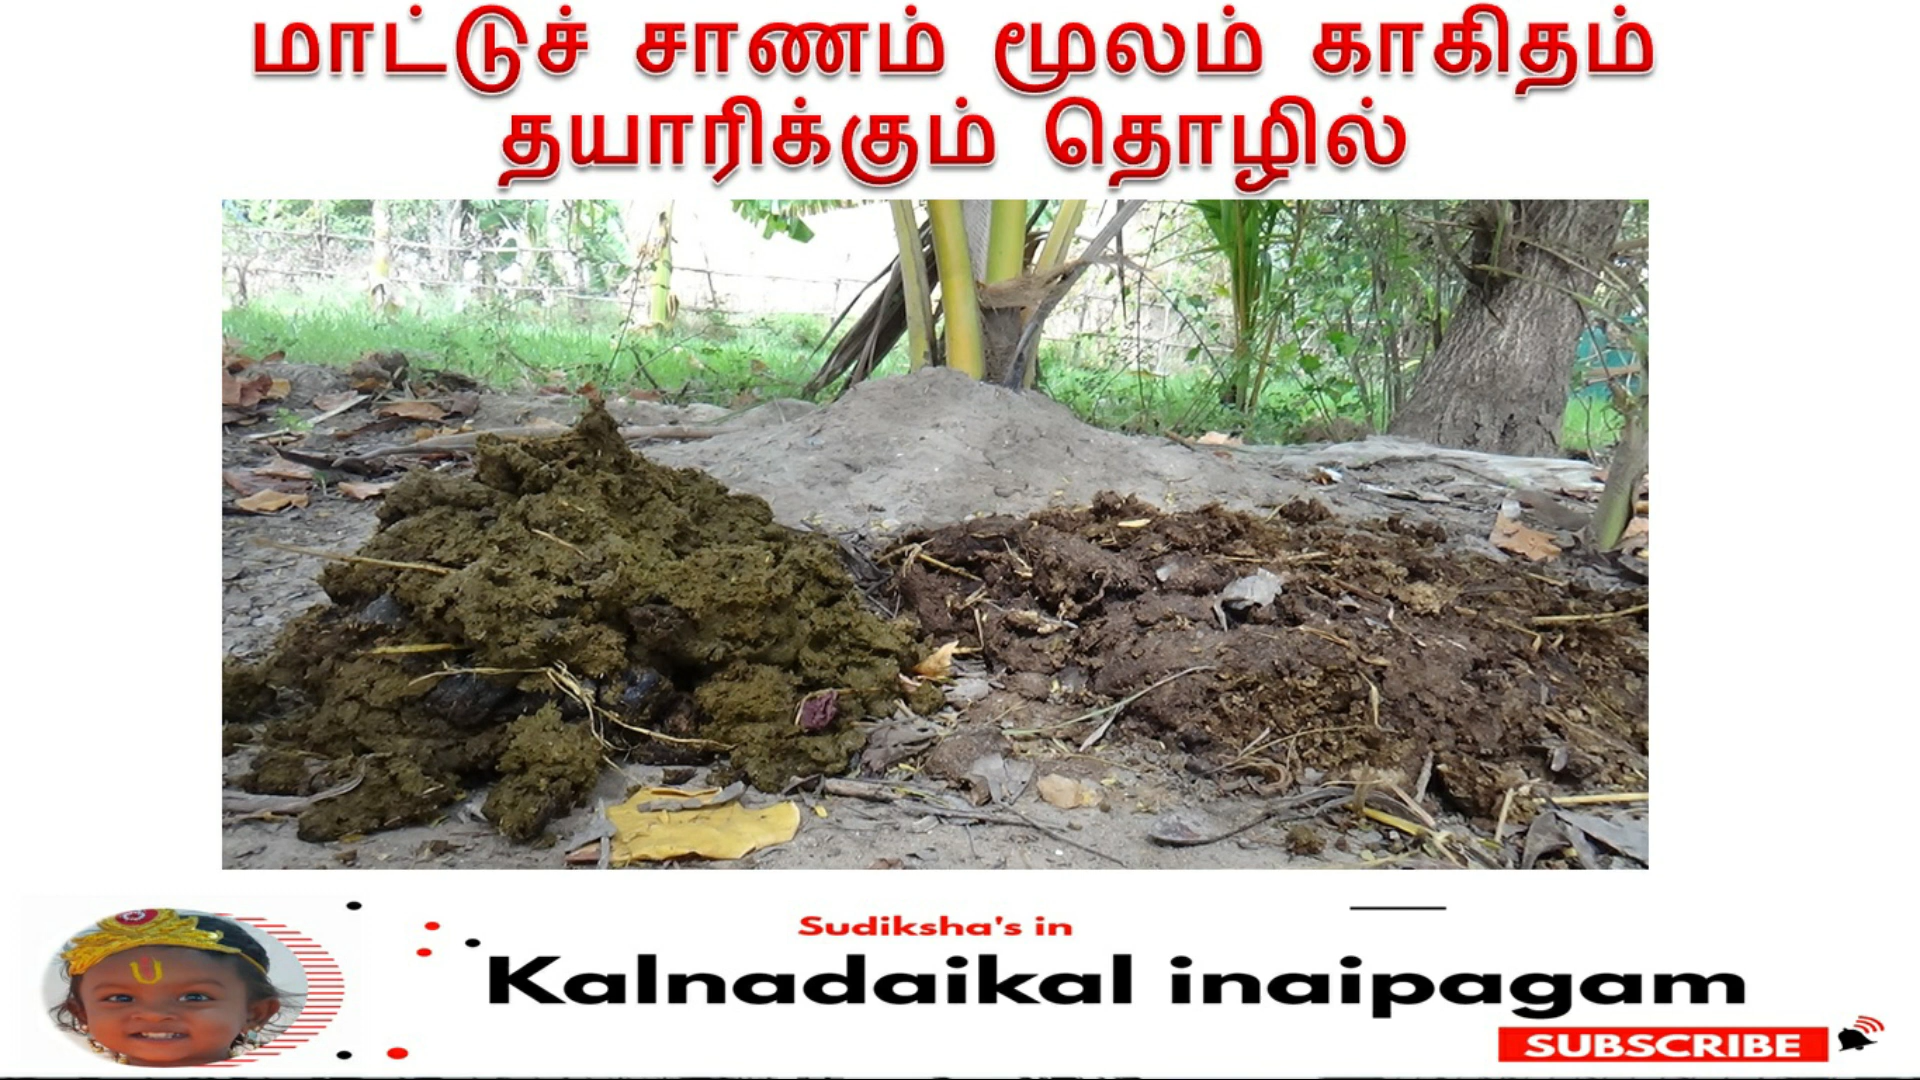 மாட்டுச் சாணம் மூலம் காகிதம்
தயாரிக்கும் தொழில்
Sudiksha's in
Kalnadaikal inaipagam
SUBSCRIBE